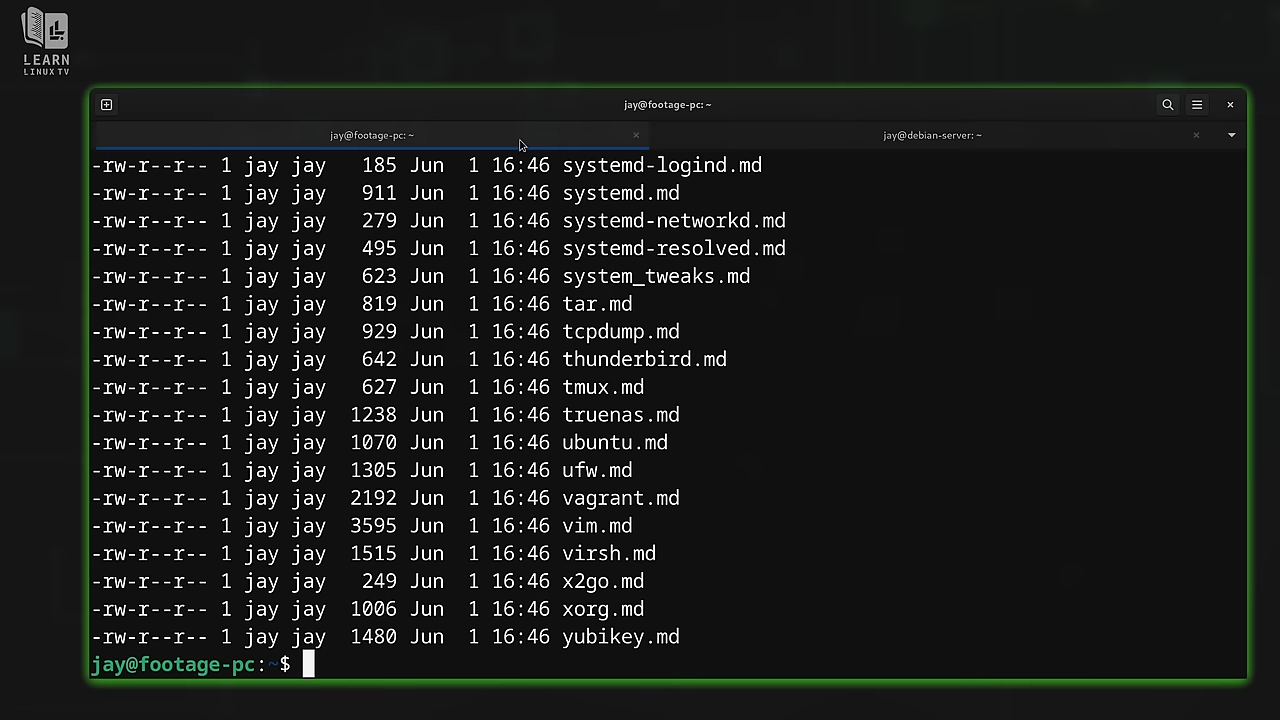 LEARN
LINUX TV
jay@footage-pc: ~
jay@footage-pc: ~
jay@debian-server: ~
-rw-r--r-- 1 jay jay   185 Jun  1 16:46 systemd-logind.md
-rw-r--r-- 1 jay jay   911 Jun  1 16:46 systemd.md
-rw-r--r-- 1 jay jay   279 Jun  1 16:46 systemd-networkd.md
-rw-r--r-- 1 jay jay   495 Jun  1 16:46 systemd-resolved.md
-rw-r--r-- 1 jay jay   623 Jun  1 16:46 system_tweaks.md
-rw-r--r-- 1 jay jay   819 Jun  1 16:46 tar.md
-rw-r--r-- 1 jay jay   929 Jun  1 16:46 tcpdump.md
-rw-r--r-- 1 jay jay   642 Jun  1 16:46 thunderbird.md
-rw-r--r-- 1 jay jay   627 Jun  1 16:46 tmux.md
-rw-r--r-- 1 jay jay  1238 Jun  1 16:46 truenas.md
-rw-r--r-- 1 jay jay  1070 Jun  1 16:46 ubuntu.md
-rw-r--r-- 1 jay jay  1305 Jun  1 16:46 ufw.md
-rw-r--r-- 1 jay jay  2192 Jun  1 16:46 vagrant.md
-rw-r--r-- 1 jay jay  3595 Jun  1 16:46 vim.md
-rw-r--r-- 1 jay jay  1515 Jun  1 16:46 virsh.md
-rw-r--r-- 1 jay jay   249 Jun  1 16:46 x2go.md
-rw-r--r-- 1 jay jay  1006 Jun  1 16:46 xorg.md
-rw-r--r-- 1 jay jay  1480 Jun  1 16:46 yubikey.md
jay@footage-pc:~$